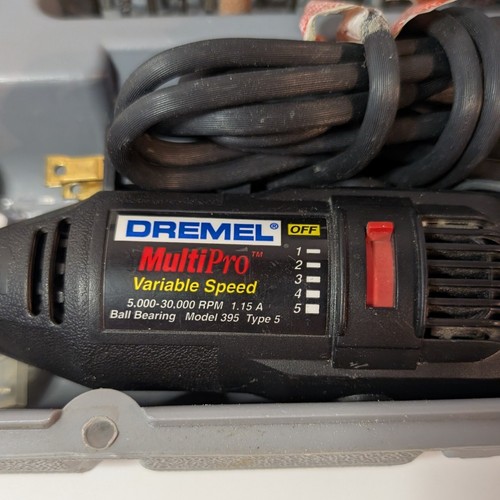 DREMEL®
MultiPro™
Variable Speed
5,000-30,000 RPM 1.15 A
Ball Bearing Model 395 Type 5
OFF
1
2
3
4
5